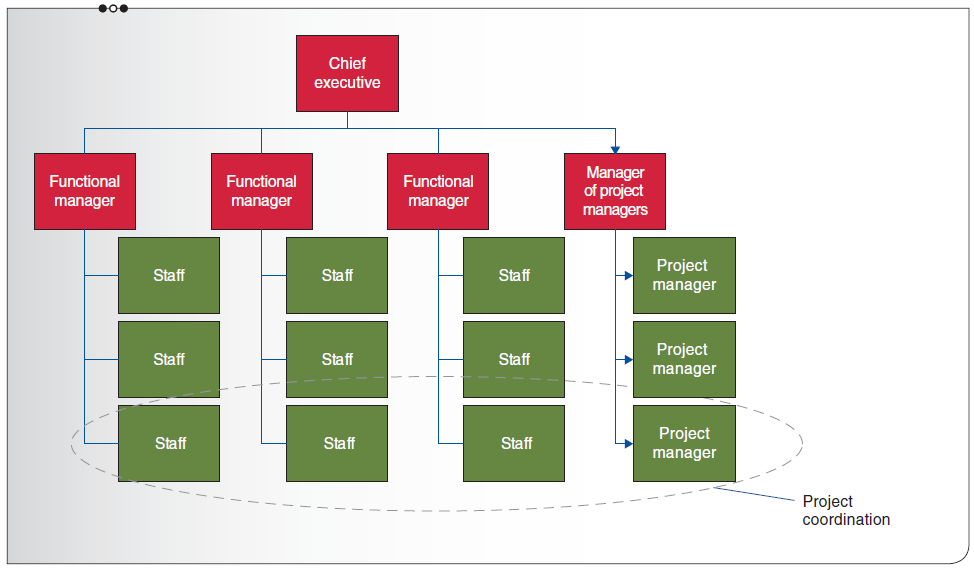 Chief
executive
Functional
manager
Functional
manager
Functional
manager
Manager
of project
managers
Staff
Staff
Staff
Project
manager
Staff
Staff
Staff
Project
manager
Staff
Staff
Staff
Project
manager
Project
coordination